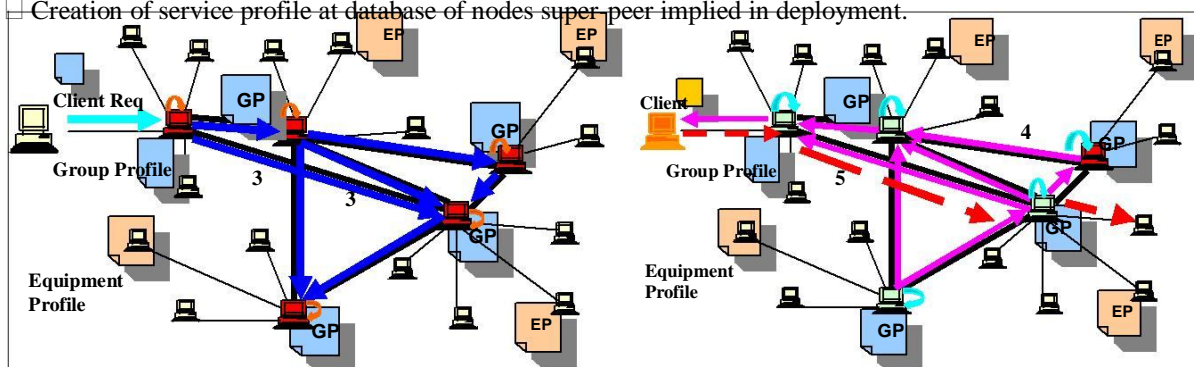 Creation of service profile at database of nodes super-peer implied in deployment.
EP
EP
Client Req
GP
GP
Group Profile
3
3
GP
Equipment
Profile
GP
EP
EP
Client
GP
4
GP
Group Profile
5
GP
Equipment
Profile
GP
EP